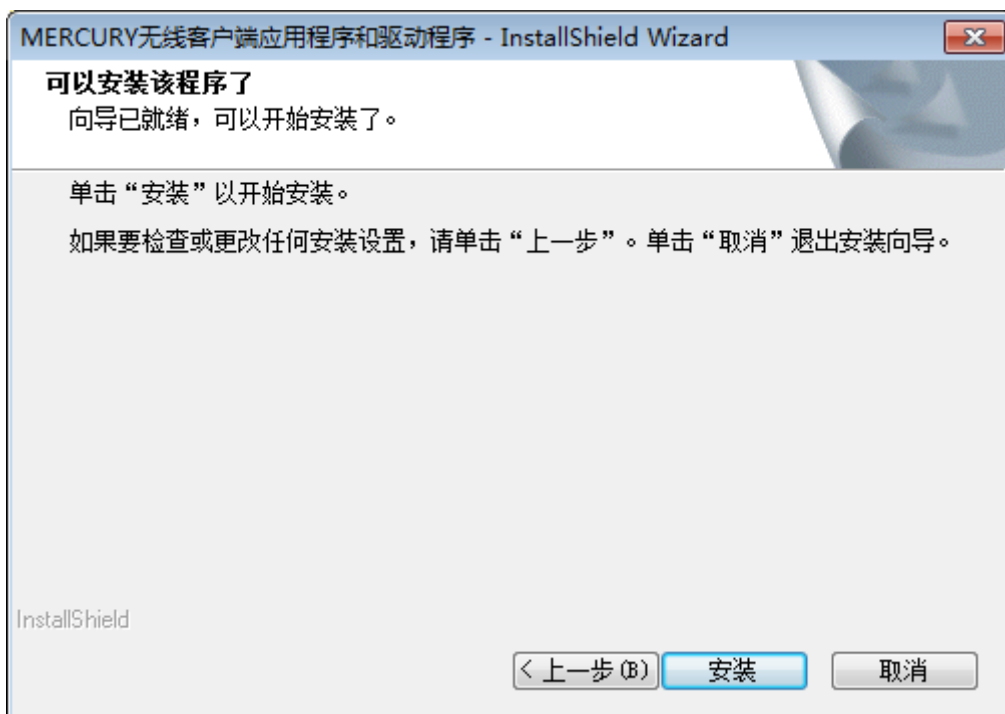 MERCURY无线客户端应用程序和驱动程序 - InstallShield Wizard
可以安装该程序了
向导已就绪，可以开始安装了。
单击“安装”以开始安装。
如果要检查或更改任何安装设置，请单击“上一步”。单击“取消”退出安装向导。
InstallShield
< 上一步(B) 安装 取消